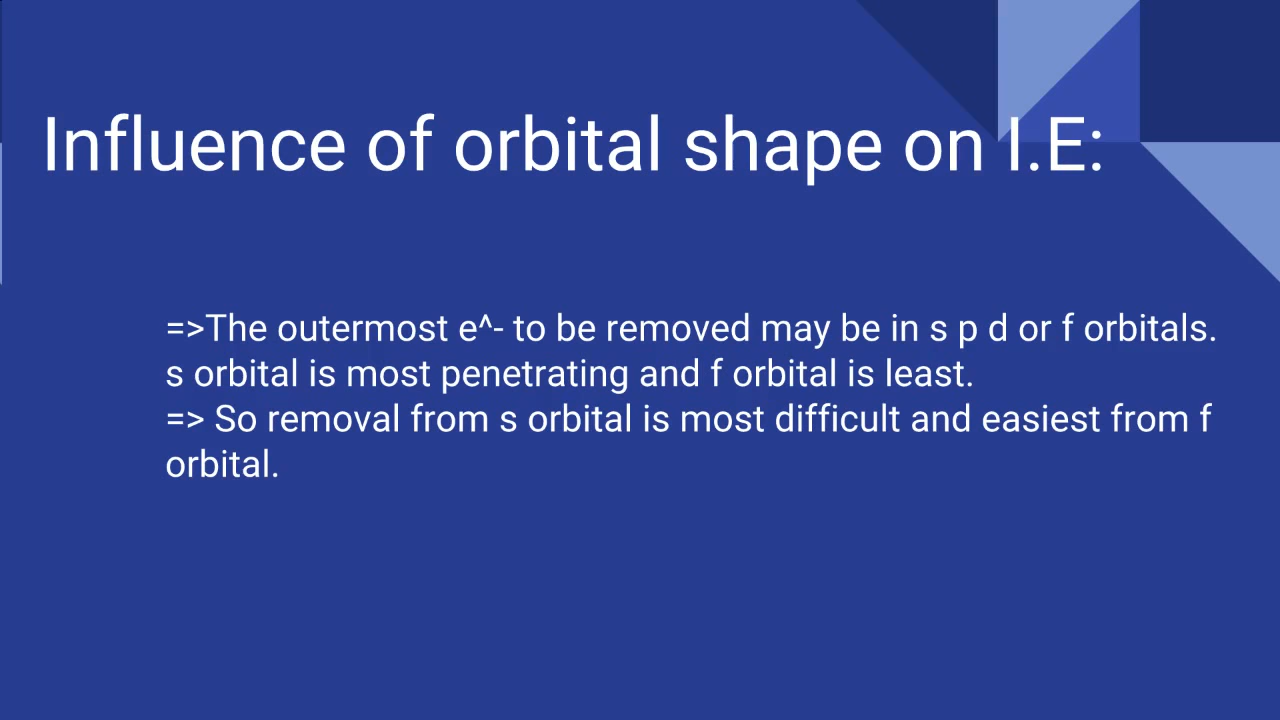 Influence of orbital shape on I.E:
=>The outermost e^- to be removed may be in s p d or f orbitals.
s orbital is most penetrating and f orbital is least.
=> So removal from s orbital is most difficult and easiest from f
orbital.